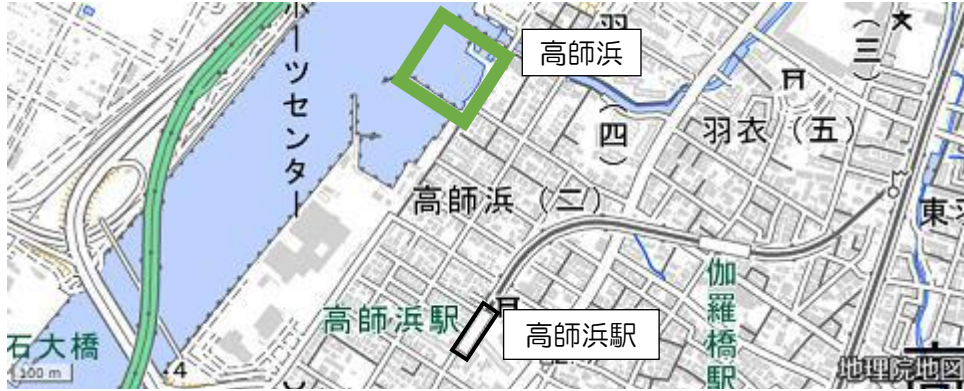 ポーツセンター
羽
(四)
高師浜
(三)
羽衣(五)
高師浜(二)
東羽
伽羅橋駅
高師浜駅
高師浜駅
石大橋
100 m
4
地理院地図